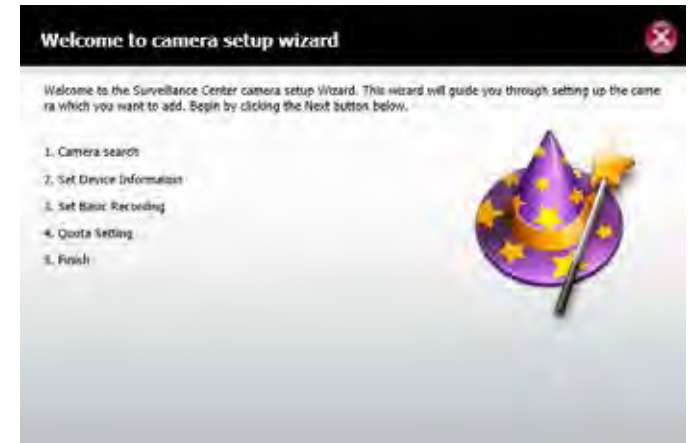 Welcome to camera setup wizard
Welcome to the Surveillance Center camera setup Wizard. This wizard will guide you through setting up the came
ra which you want to add. Begin by clicking the Next button below.
1. Camera search
2. Set Device Information
3. Set Basic Recording
4. Quota Setting
5. Finish